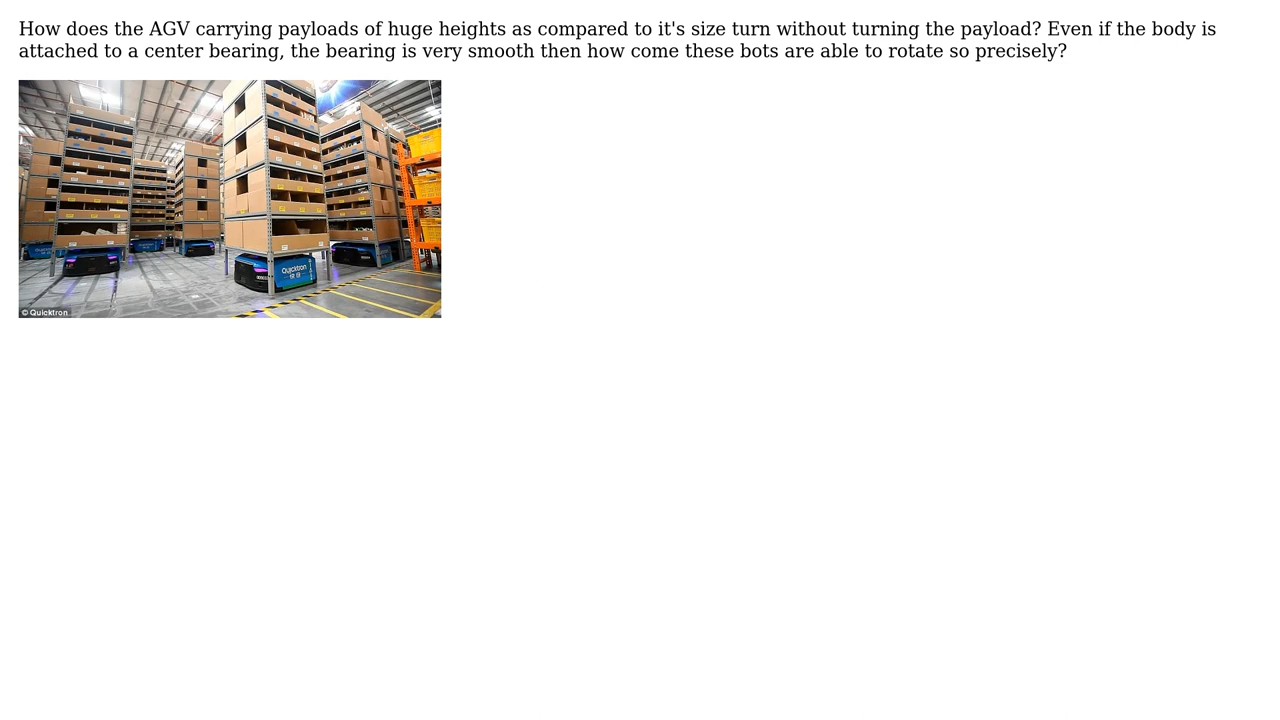 How does the AGV carrying payloads of huge heights as compared to it's size turn without turning the payload? Even if the body is
attached to a center bearing, the bearing is very smooth then how come these bots are able to rotate so precisely?
Quicktron
© Quicktron